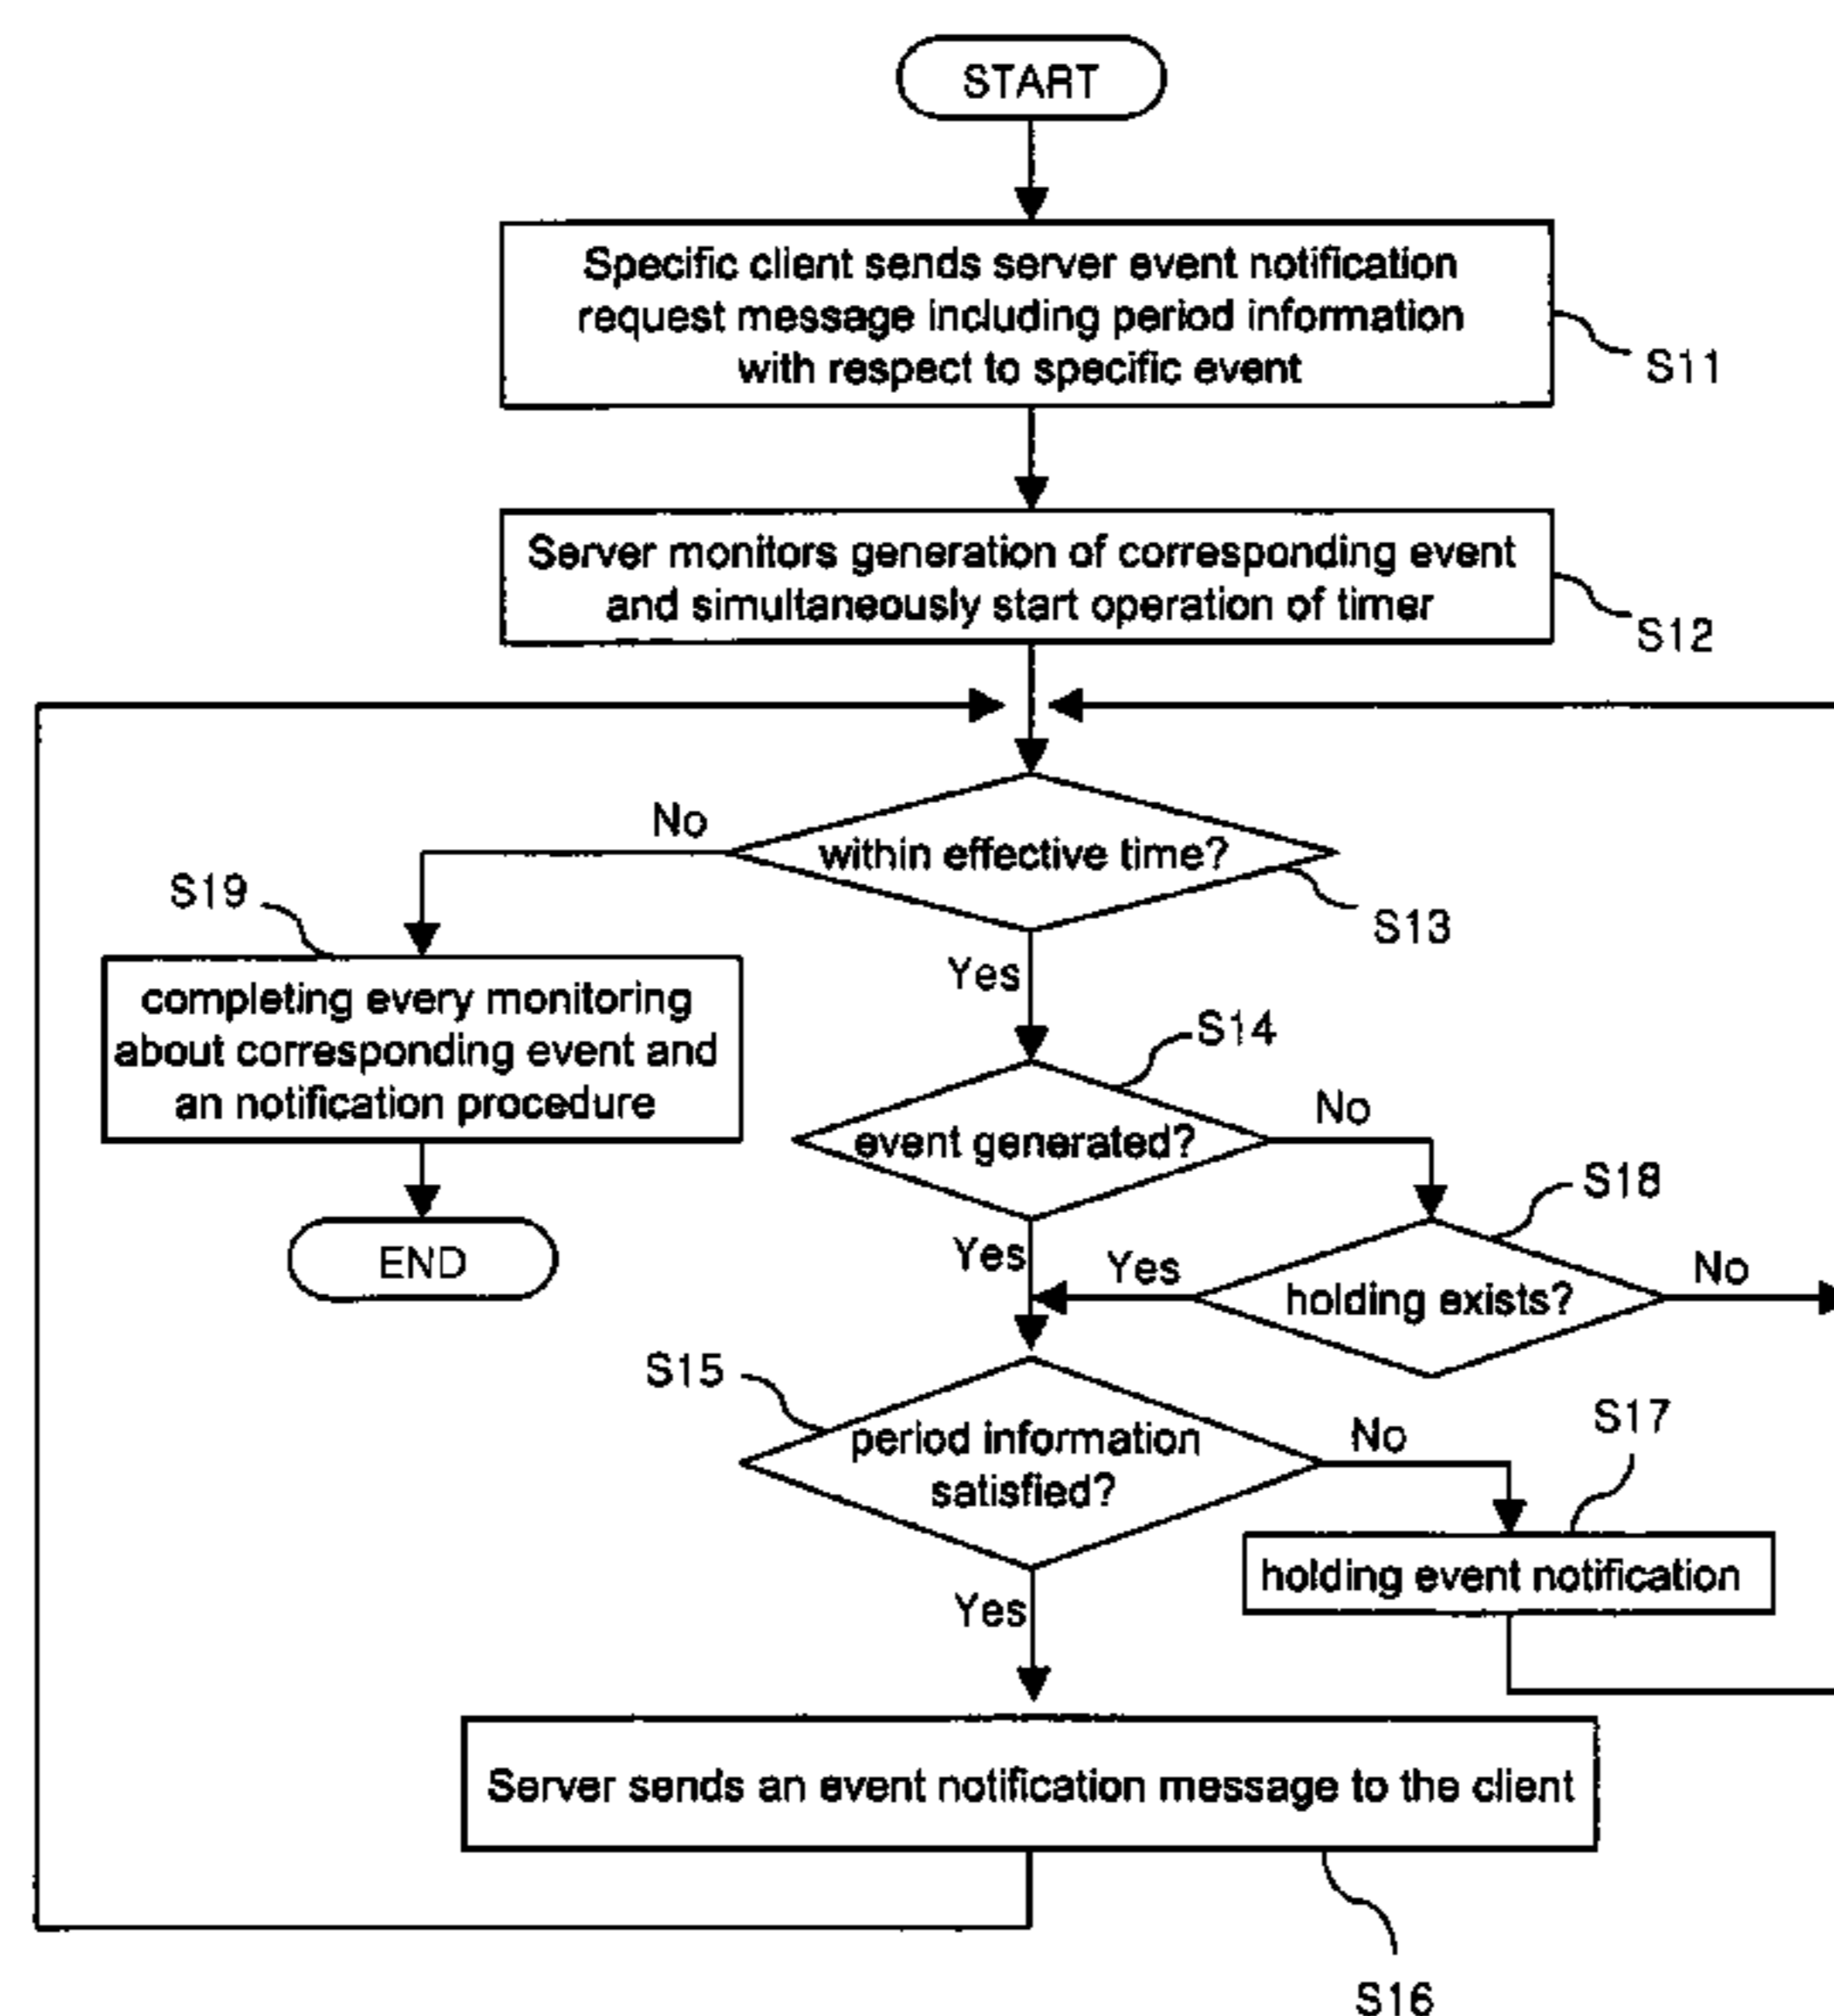 START
Specific client sends server event notification
request message including period information
with respect to specific event
S11
Server monitors generation of corresponding event
and simultaneously start operation of timer
S12
No
within effective time?
S13
S19
Yes
completing every monitoring
about corresponding event and
an notification procedure
END
S14
event generated?
No
S18
Yes
Yes
holding exists?
No
S15
period information
satisfied?
No
S17
holding event notification
Yes
Server sends an event notification message to the client
S16